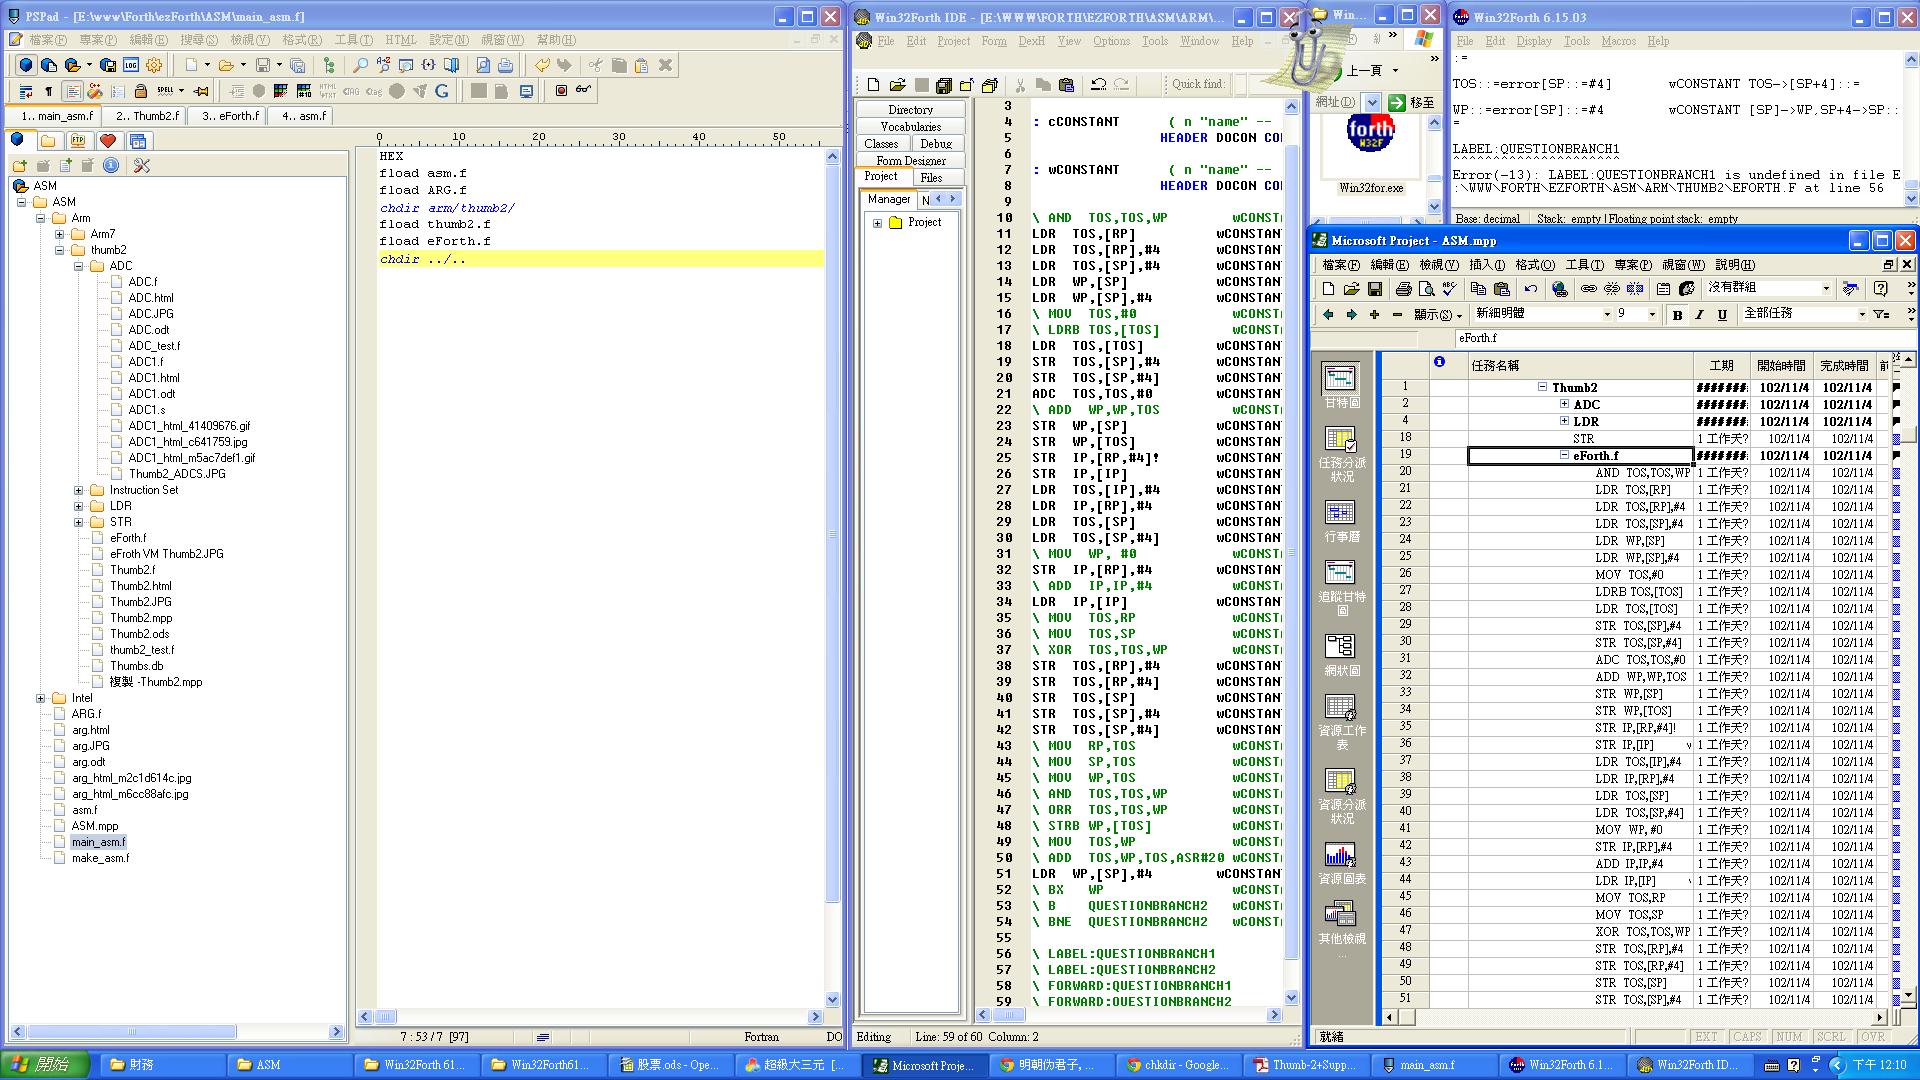 PSPad - [E:\www\Forth\ezForth\ASM\main_asm.f]
檔案(F) 專案(P) 編輯(E) 搜尋(S) 檢視(V) 格式(R) 工具(T) HTML 設定(N) 視窗(W) 幫助(H)
1.. main_asm.f 2.. Thumb2.f 3.. eForth.f 4.. asm.f
ASM
ASM
Arm
Arm7
thumb2
ADC
ADC.f
ADC.html
ADC.JPG
ADC.odt
ADC_test.f
ADC1.f
ADC1.html
ADC1.odt
ADC1.s
ADC1_html_41409676.gif
ADC1_html_c641759.jpg
ADC1_html_m5ac7def1.gif
Thumb2_ADCS.JPG
Instruction Set
LDR
STR
eForth.f
eFroth VM Thumb2.JPG
Thumb2.f
Thumb2.html
Thumb2.JPG
Thumb2.mpp
Thumb2.ods
thumb2_test.f
Thumbs.db
複製 -Thumb2.mpp
Intel
ARG.f
arg.html
arg.JPG
arg.odt
arg_html_m2c1d614c.jpg
arg_html_m6cc88afc.jpg
asm.f
ASM.mpp
main_asm.f
make_asm.f
0 10 20 30 40 50
HEX
fload asm.f
fload ARG.f
chdir arm/thumb2/
fload thumb2.f
fload eForth.f
chdir ../..
7 : 53 / 7 [97] Fortran DO
Win32Forth IDE - [E:\WWW\FORTH\EZFORTH\ASM\ARM\...
File Edit Project Form DexH View Options Tools Window Help
Quick find:
Directory
Vocabularies
Classes Debug
Form Designer
Project Files
Manager N
Project
3
4 : cCONSTANT ( n "name" --
5 HEADER DOCON CO
6
7 : wCONSTANT ( n "name" --
8 HEADER DOCON CO
9
10 \ AND TOS,TOS,WP wCONST
11 LDR TOS,[RP] wCONSTAN
12 LDR TOS,[RP],#4 wCONSTAN
13 LDR TOS,[SP],#4 wCONSTAN
14 LDR WP,[SP] wCONSTAN
15 LDR WP,[SP],#4 wCONSTAN
16 \ MOV TOS,#0 wCONST
17 \ LDRB TOS,[TOS] wCONST
18 LDR TOS,[TOS] wCONSTAN
19 STR TOS,[SP],#4 wCONSTAN
20 STR TOS,[SP,#4] wCONSTAN
21 ADC TOS,TOS,#0 wCONSTAN
22 \ ADD WP,WP,TOS wCONST
23 STR WP,[SP] wCONSTAN
24 STR WP,[TOS] wCONSTAN
25 STR IP,[RP,#4]! wCONSTAN
26 STR IP,[IP] wCONSTAN
27 LDR TOS,[IP],#4 wCONSTAN
28 LDR IP,[RP],#4 wCONSTAN
29 LDR TOS,[SP] wCONSTAN
30 LDR TOS,[SP,#4] wCONSTAN
31 \ MOV WP, #0 wCONST
32 STR IP,[RP],#4 wCONSTAN
33 \ ADD IP,IP,#4 wCONST
34 LDR IP,[IP] wCONSTAN
35 \ MOV TOS,RP wCONST
36 \ MOV TOS,SP wCONST
37 \ XOR TOS,TOS,WP wCONST
38 STR TOS,[RP],#4 wCONSTAN
39 STR TOS,[RP,#4] wCONSTAN
40 STR TOS,[SP] wCONSTAN
41 STR TOS,[SP],#4 wCONSTAN
42 STR TOS,[SP,#4] wCONSTAN
43 \ MOV RP,TOS wCONST
44 \ MOV SP,TOS wCONST
45 \ MOV WP,TOS wCONST
46 \ AND TOS,TOS,WP wCONST
47 \ ORR TOS,TOS,WP wCONST
48 \ STRB WP,[TOS] wCONST
49 \ MOV TOS,WP wCONST
50 \ ADD TOS,WP,TOS,ASR#20 wCONST
51 LDR WP,[SP],#4 wCONSTAN
52 \ BX WP wCONST
53 \ B QUESTIONBRANCH2 wCONST
54 \ BNE QUESTIONBRANCH2 wCONST
55
56 \ LABEL:QUESTIONBRANCH1
57 \ LABEL:QUESTIONBRANCH2
58 \ FORWARD:QUESTIONBRANCH1
59 \ FORWARD:QUESTIONBRANCH2
Editing Line: 59 of 60 Column: 2
Win...
上一頁
網址(D) 移至
forth
W32F
Win32for.exe
Win32Forth 6.15.03
File Edit Display Tools Macros Help
:=
TOS::=error[SP::=#4] wCONSTANT TOS->[SP+4]::=
WP::=error[SP]::=#4 wCONSTANT [SP]->WP,SP+4->SP::
=
LABEL:QUESTIONBRANCH1
^^^^^^^^^^^^^^^^^^^^^
Error(-13): LABEL:QUESTIONBRANCH1 is undefined in file E
:\WWW\FORTH\EZFORTH\ASM\ARM\THUMB2\EFORTH.F at line 56
Base: decimal Stack: empty | Floating point stack: empty
Microsoft Project - ASM.mpp
檔案(F) 編輯(E) 檢視(V) 插入(I) 格式(O) 工具(T) 專案(P) 視窗(W) 說明(H)
沒有群組
顯示(S) 新細明體 9 B I U 全部任務
eForth.f
甘特圖
任務分派狀況
行事曆
追蹤甘特圖
網狀圖
資源工作表
資源分派狀況
資源圖表
其他檢視
...
任務名稱 工期 開始時間 完成時間 前
1 Thumb2 ####### 102/11/4 102/11/4
2 ADC ####### 102/11/4 102/11/4
4 LDR ####### 102/11/4 102/11/4
18 STR 1 工作天? 102/11/4 102/11/4
19 eForth.f ####### 102/11/4 102/11/4
20 AND TOS,TOS,WP 1 工作天? 102/11/4 102/11/4
21 LDR TOS,[RP] 1 工作天? 102/11/4 102/11/4
22 LDR TOS,[RP],#4 1 工作天? 102/11/4 102/11/4
23 LDR TOS,[SP],#4 1 工作天? 102/11/4 102/11/4
24 LDR WP,[SP] 1 工作天? 102/11/4 102/11/4
25 LDR WP,[SP],#4 1 工作天? 102/11/4 102/11/4
26 MOV TOS,#0 1 工作天? 102/11/4 102/11/4
27 LDRB TOS,[TOS] 1 工作天? 102/11/4 102/11/4
28 LDR TOS,[TOS] 1 工作天? 102/11/4 102/11/4
29 STR TOS,[SP],#4 1 工作天? 102/11/4 102/11/4
30 STR TOS,[SP,#4] 1 工作天? 102/11/4 102/11/4
31 ADC TOS,TOS,#0 1 工作天? 102/11/4 102/11/4
32 ADD WP,WP,TOS 1 工作天? 102/11/4 102/11/4
33 STR WP,[SP] 1 工作天? 102/11/4 102/11/4
34 STR WP,[TOS] 1 工作天? 102/11/4 102/11/4
35 STR IP,[RP,#4]! 1 工作天? 102/11/4 102/11/4
36 STR IP,[IP] 1 工作天? 102/11/4 102/11/4
37 LDR TOS,[IP],#4 1 工作天? 102/11/4 102/11/4
38 LDR IP,[RP],#4 1 工作天? 102/11/4 102/11/4
39 LDR TOS,[SP] 1 工作天? 102/11/4 102/11/4
40 LDR TOS,[SP,#4] 1 工作天? 102/11/4 102/11/4
41 MOV WP, #0 1 工作天? 102/11/4 102/11/4
42 STR IP,[RP],#4 1 工作天? 102/11/4 102/11/4
43 ADD IP,IP,#4 1 工作天? 102/11/4 102/11/4
44 LDR IP,[IP] 1 工作天? 102/11/4 102/11/4
45 MOV TOS,RP 1 工作天? 102/11/4 102/11/4
46 MOV TOS,SP 1 工作天? 102/11/4 102/11/4
47 XOR TOS,TOS,WP 1 工作天? 102/11/4 102/11/4
48 STR TOS,[RP],#4 1 工作天? 102/11/4 102/11/4
49 STR TOS,[RP,#4] 1 工作天? 102/11/4 102/11/4
50 STR TOS,[SP] 1 工作天? 102/11/4 102/11/4
51 STR TOS,[SP],#4 1 工作天? 102/11/4 102/11/4
就緒 EXT CAPS NUM SCRL OVR
開始 財務 ASM Win32Forth 61... Win32Forth61... 股票.ods - Ope... 超級大三元 [... Microsoft Proje... 明朝伪君子,... chkdir - Google... Thumb-2+Supp... main_asm.f Win32Forth 6.1... Win32Forth ID... 下午 12:10